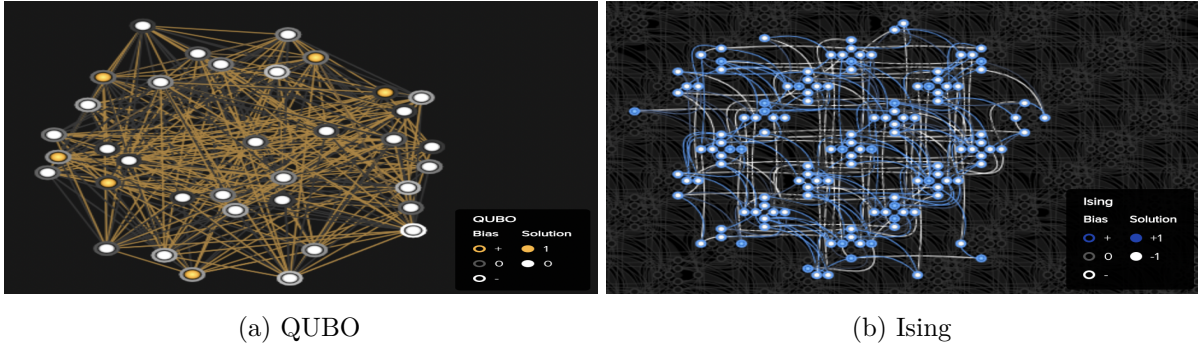 QUBO
Bias Solution
+ 1
0 0
-
Ising
Bias Solution
+ +1
0 -1
-
(a) QUBO
(b) Ising